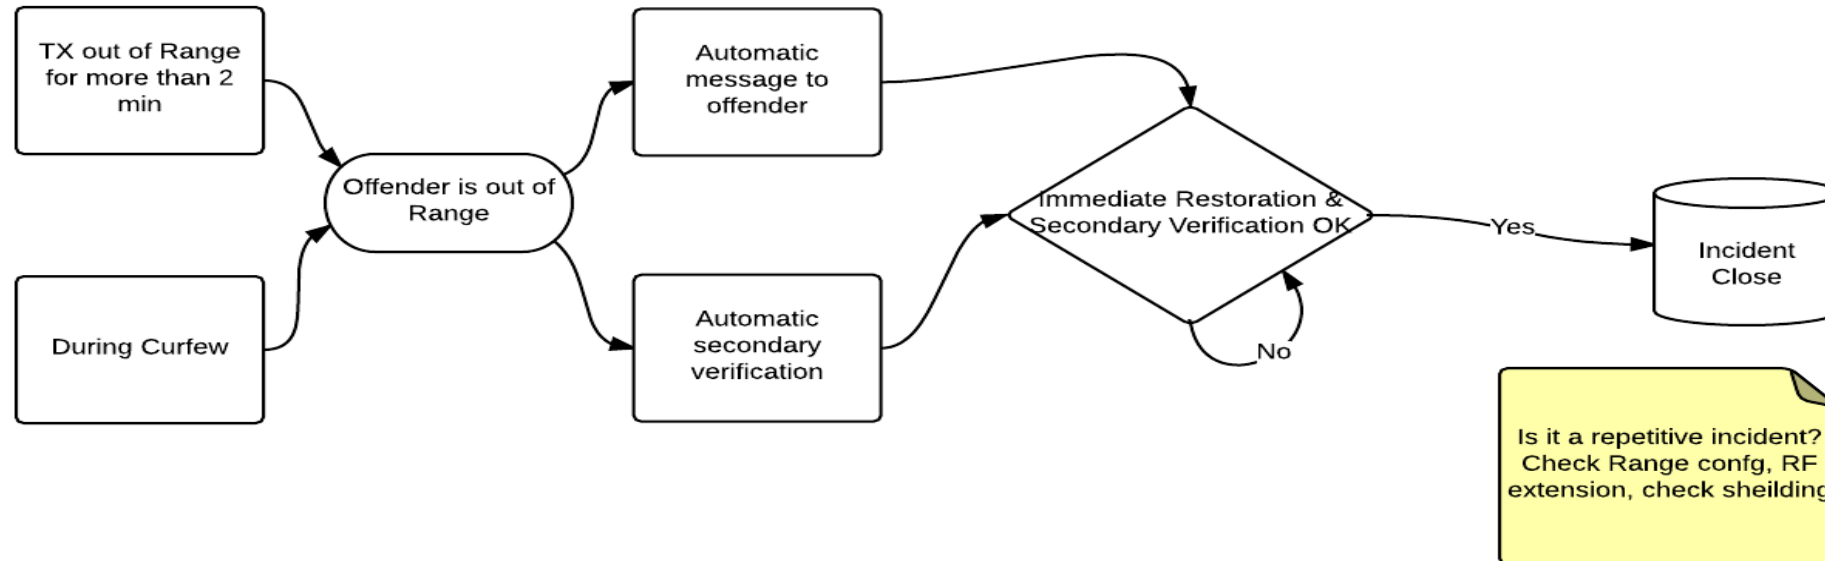 TX out of Range
for more than 2
min
During Curfew
Offender is out of
Range
Automatic
message to
offender
Automatic
secondary
verification
Immediate Restoration &
Secondary Verification OK
No
Yes
Incident
Close
Is it a repetitive incident?
Check Range confg, RF
extension, check sheilding